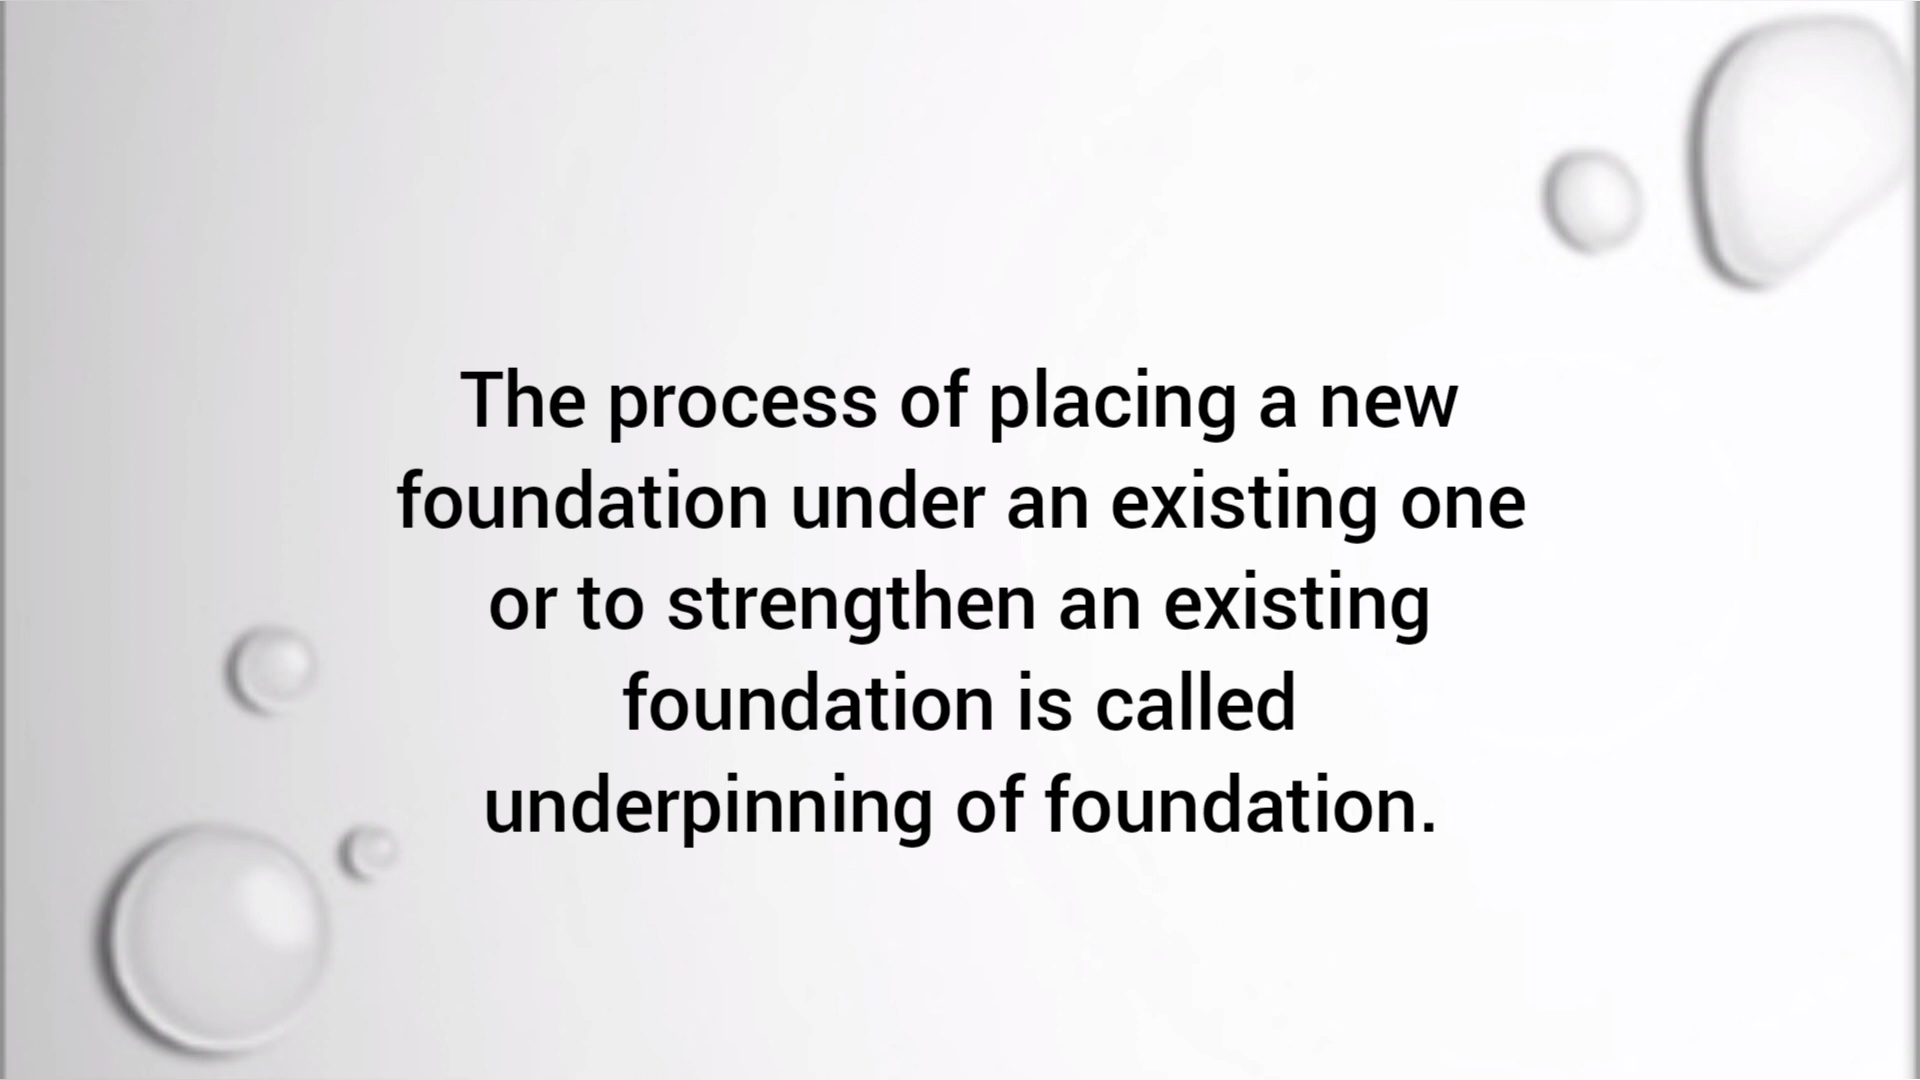 The process of placing a new
foundation under an existing one
or to strengthen an existing
foundation is called
underpinning of foundation.